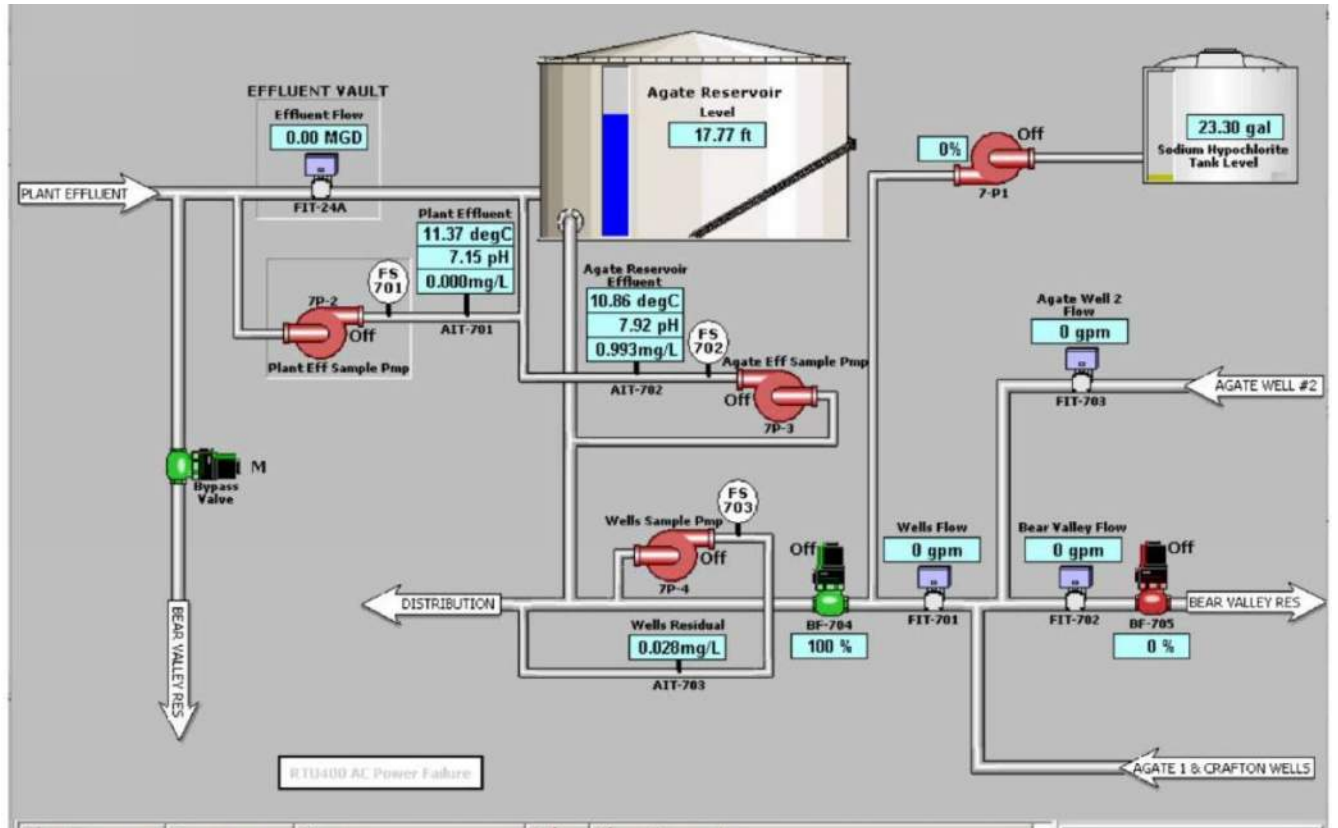 EFFLUENT VAULT
Effluent Flow
0.00 MGD
FIT-24A
PLANT EFFLUENT
Agate Reservoir
Level
17.77 ft
0%
Off
7-P1
23.30 gal
Sodium Hypochlorite
Tank Level
Plant Effluent
11.37 degC
7.15 pH
0.000mg/L
AIT-701
FS
701
7P-2
Off
Plant Eff Sample Pmp
Agate Reservoir
Effluent
10.86 degC
7.92 pH
0.993mg/L
AIT-702
FS
702
Agate Eff Sample Pmp
Off
7P-3
Agate Well 2
Flow
0 gpm
FIT-703
AGATE WELL #2
M
Bypass
Valve
BEAR VALLEY RES
FS
703
Wells Sample Pmp
Off
7P-4
DISTRIBUTION
Wells Residual
0.028mg/L
AIT-703
Off
BF-704
100 %
Wells Flow
0 gpm
FIT-701
Bear Valley Flow
0 gpm
FIT-702
Off
BF-705
0 %
BEAR VALLEY RES
AGATE 1 & CRAFTON WELLS
RTU400 AC Power Failure